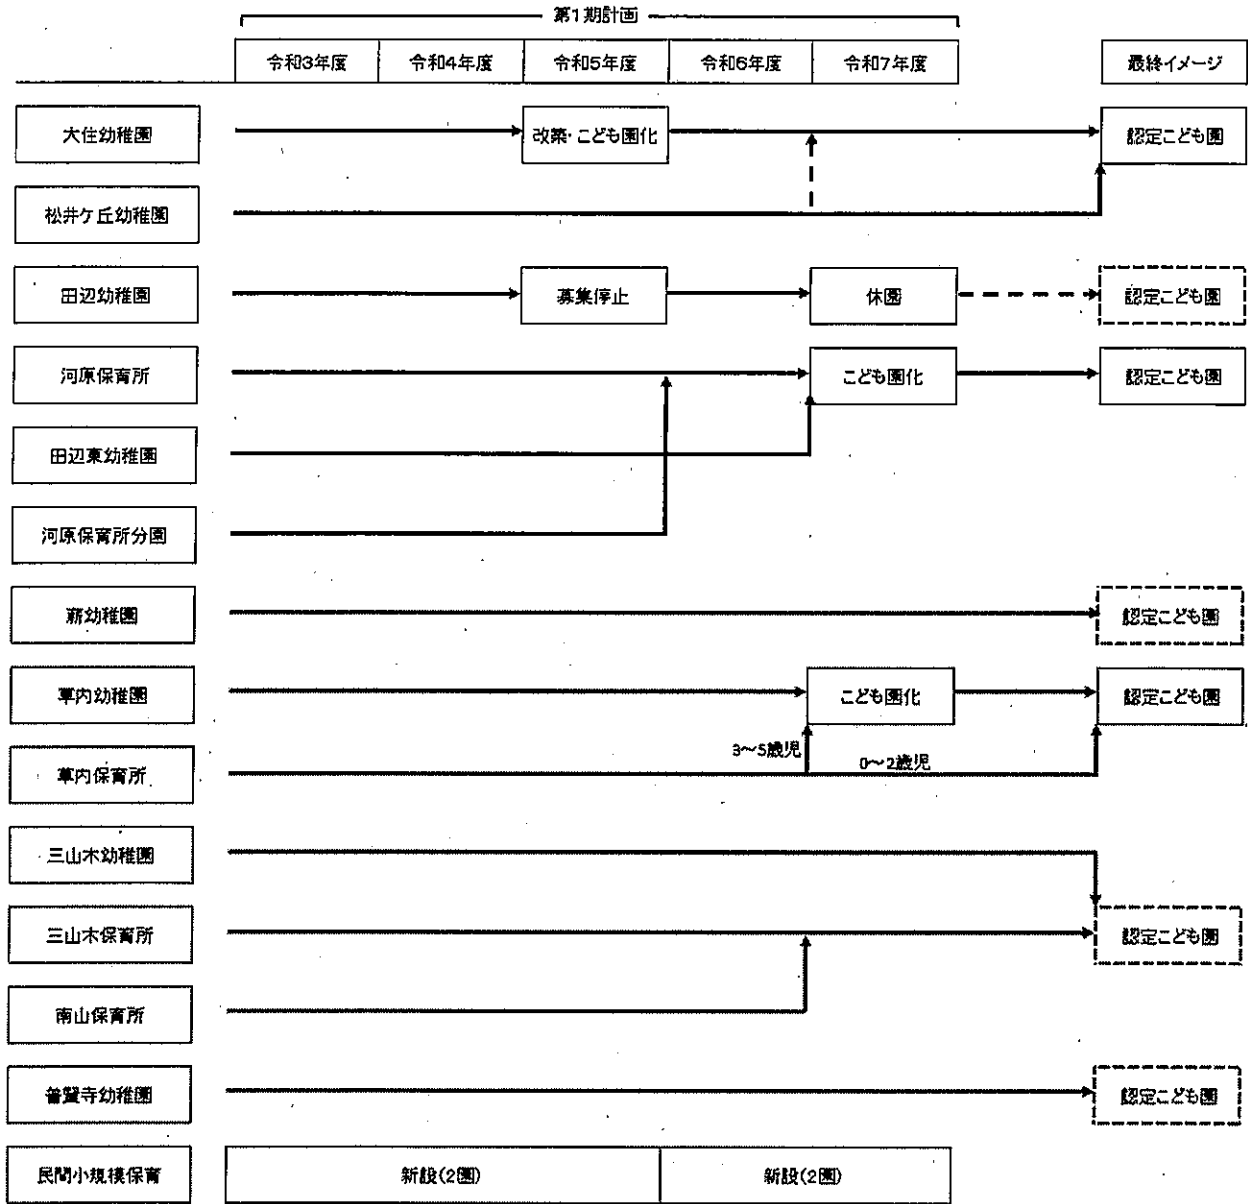 第1期計画
令和3年度 令和4年度 令和5年度 令和6年度 令和7年度 最終イメージ
大住幼稚園 改築・こども園化 認定こども園
松井ケ丘幼稚園
田辺幼稚園 募集停止 休園 認定こども園
河原保育所 こども園化 認定こども園
田辺東幼稚園
河原保育所分園
薪幼稚園 認定こども園
草内幼稚園 こども園化 認定こども園
3~5歳児
草内保育所 0~2歳児
三山木幼稚園
三山木保育所 認定こども園
南山保育所
普賢寺幼稚園 認定こども園
民間小規模保育 新設(2園) 新設(2園)